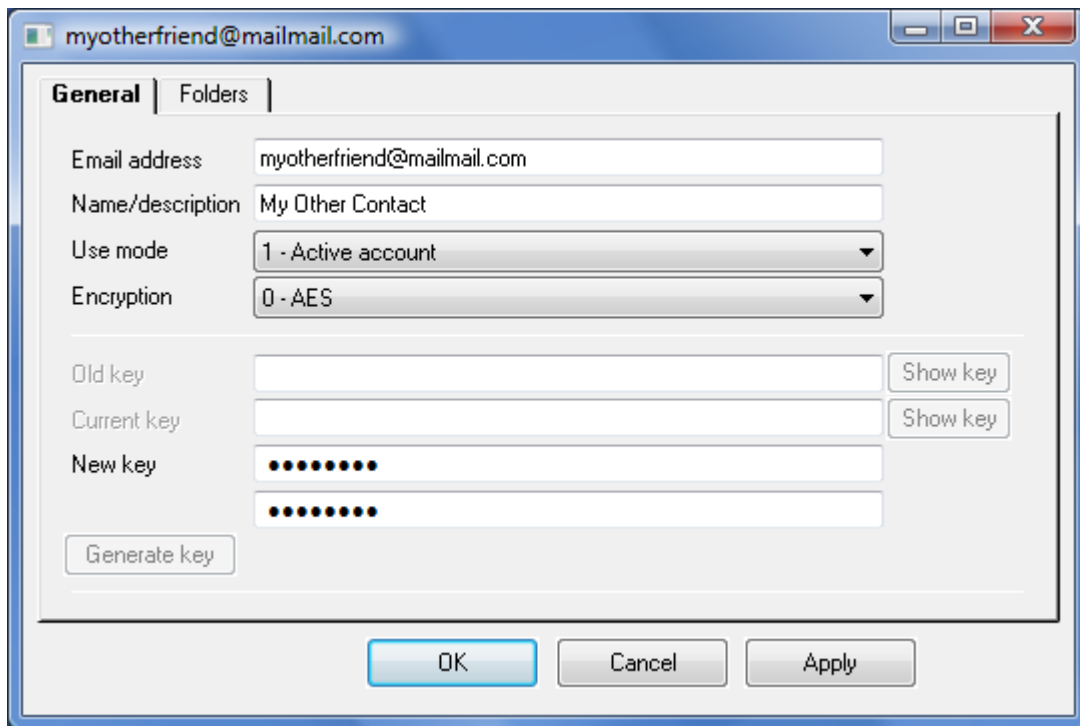 myotherfriend@mailmail.com
General Folders
Email address myotherfriend@mailmail.com
Name/description My Other Contact
Use mode 1 - Active account
Encryption 0 - AES
Old key Show key
Current key Show key
New key ••••••••
••••••••
Generate key
OK Cancel Apply